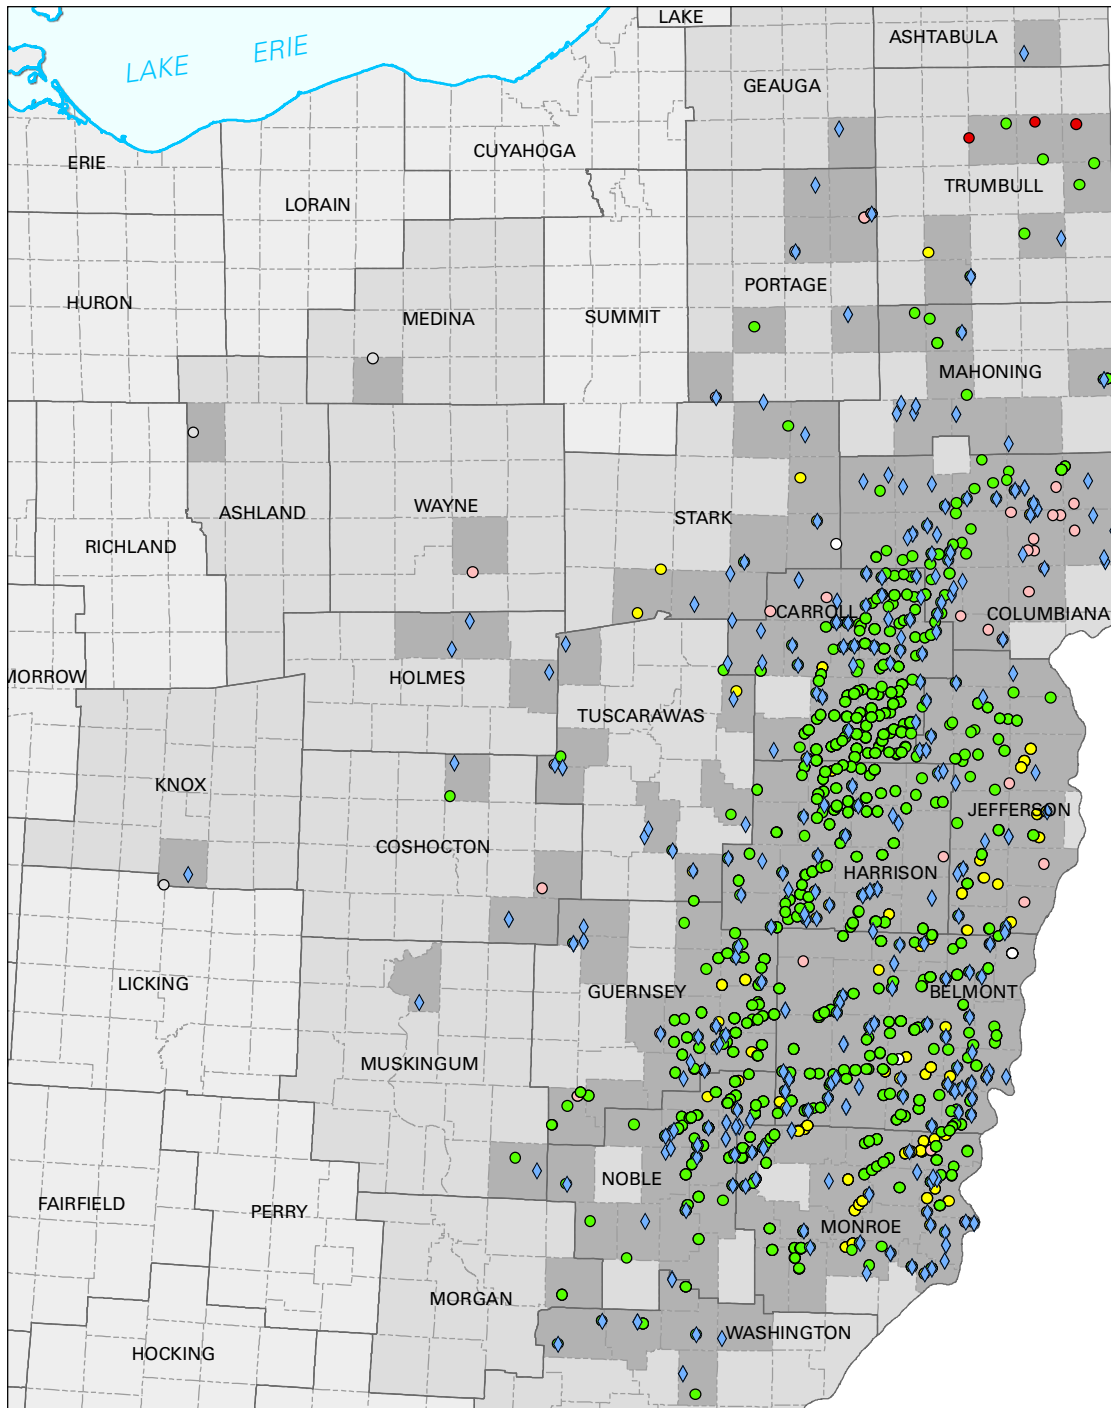 LAKE
ASHTABULA
LAKE ERIE
GEAUGA
CUYAHOGA
ERIE
TRUMBULL
LORAIN
PORTAGE
HURON
MEDINA
SUMMIT
MAHONING
WAYNE
ASHLAND
STARK
RICHLAND
CARROLL
COLUMBIANA
MORROW
HOLMES
TUSCARAWAS
KNOX
JEFFERSON
COSHOCTON
HARRISON
LICKING
GUERNSEY
BELMONT
MUSKINGUM
NOBLE
FAIRFIELD
PERRY
MONROE
MORGAN
WASHINGTON
HOCKING